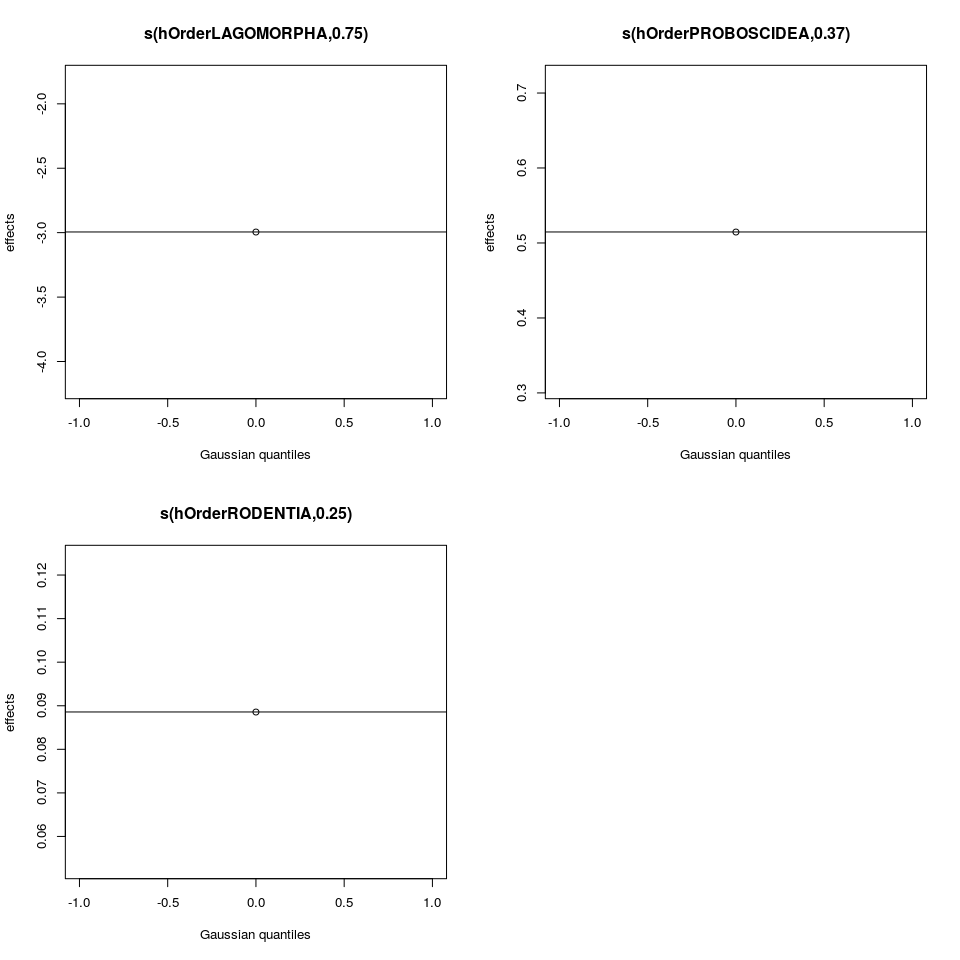 s(hOrderLAGOMORPHA,0.75)
effects
-2.0
-2.5
-3.0
-3.5
-4.0
-1.0 -0.5 0.0 0.5 1.0
Gaussian quantiles
s(hOrderPROBOSCIDEA,0.37)
effects
0.7
0.6
0.5
0.4
0.3
-1.0 -0.5 0.0 0.5 1.0
Gaussian quantiles
s(hOrderRODENTIA,0.25)
effects
0.12
0.11
0.10
0.09
0.08
0.07
0.06
-1.0 -0.5 0.0 0.5 1.0
Gaussian quantiles